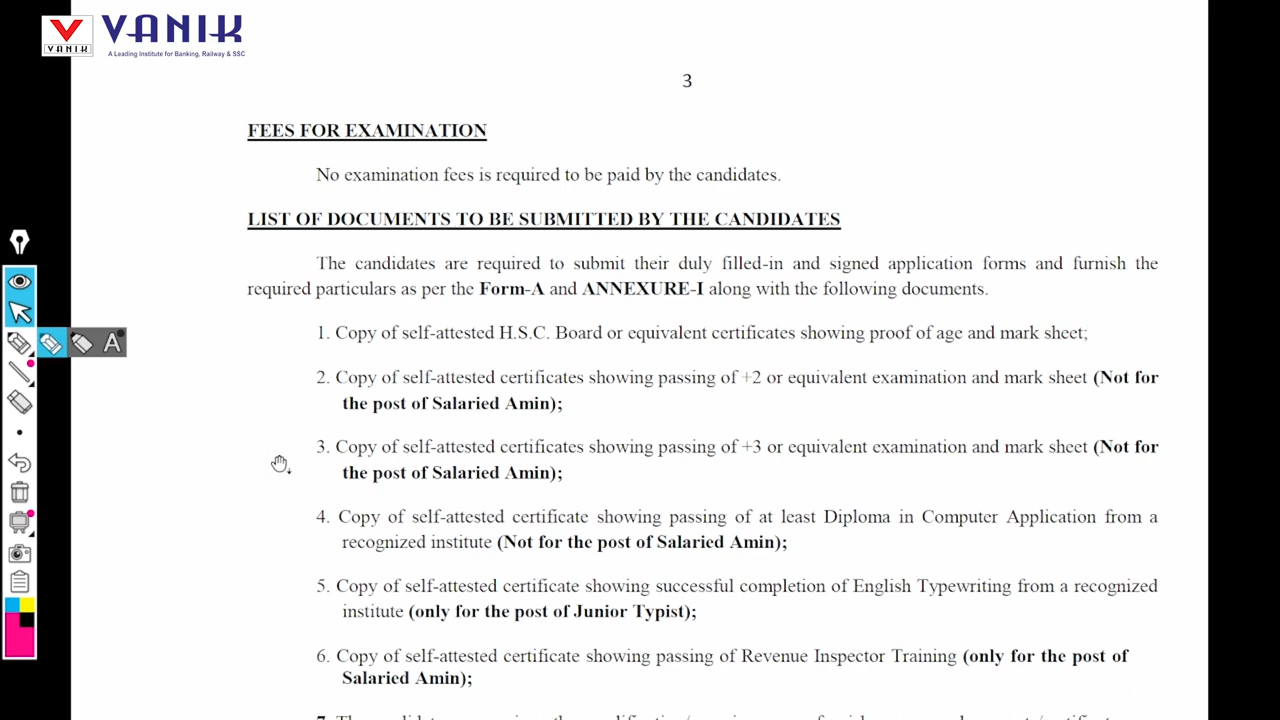 VANIK
VANIK
A Leading Institute for Banking, Railway & SSC
3
FEES FOR EXAMINATION
No examination fees is required to be paid by the candidates.
LIST OF DOCUMENTS TO BE SUBMITTED BY THE CANDIDATES
The candidates are required to submit their duly filled-in and signed application forms and furnish the
required particulars as per the Form-A and ANNEXURE-I along with the following documents.
1. Copy of self-attested H.S.C. Board or equivalent certificates showing proof of age and mark sheet;
2. Copy of self-attested certificates showing passing of +2 or equivalent examination and mark sheet (Not for
the post of Salaried Amin);
3. Copy of self-attested certificates showing passing of +3 or equivalent examination and mark sheet (Not for
the post of Salaried Amin);
A
4. Copy of self-attested certificate showing passing of at least Diploma in Computer Application from a
recognized institute (Not for the post of Salaried Amin);
5. Copy of self-attested certificate showing successful completion of English Typewriting from a recognized
institute (only for the post of Junior Typist);
6. Copy of self-attested certificate showing passing of Revenue Inspector Training (only for the post of
Salaried Amin);